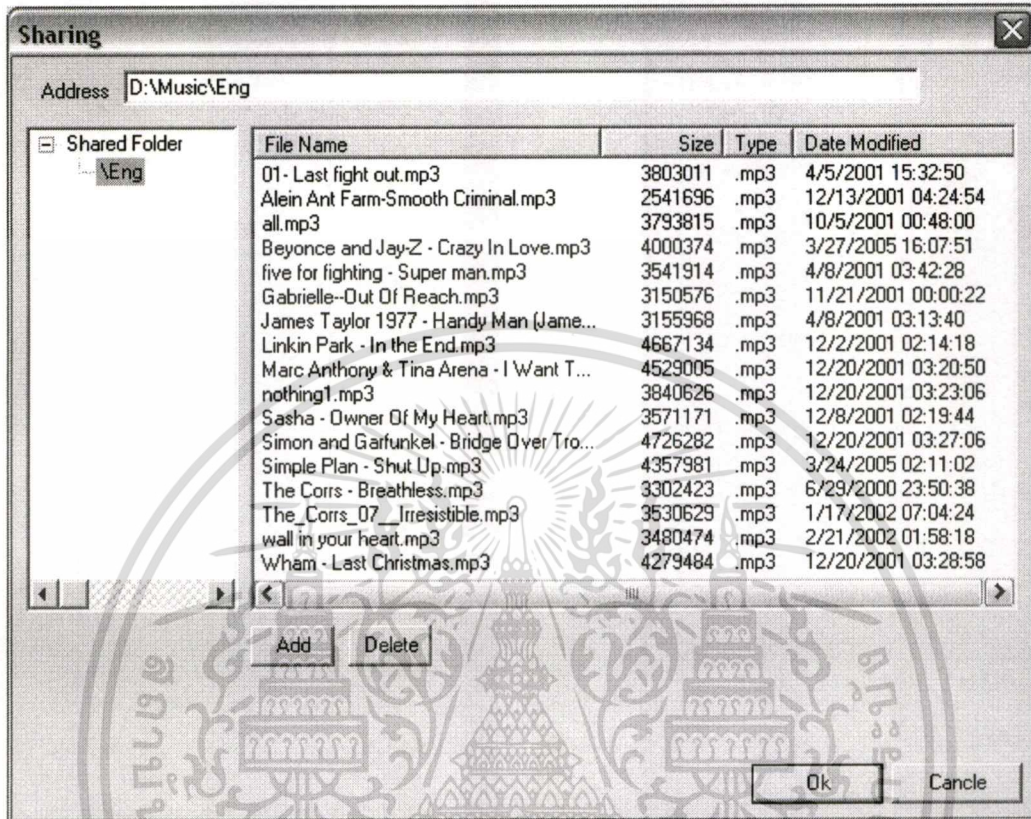 Sharing
Address D:\Music\Eng
Shared Folder
\Eng
File Name Size Type Date Modified
01- Last fight out.mp3 3803011 .mp3 4/5/2001 15:32:50
Alein Ant Farm-Smooth Criminal.mp3 2541696 .mp3 12/13/2001 04:24:54
all.mp3 3793815 .mp3 10/5/2001 00:48:00
Beyonce and Jay-Z - Crazy In Love.mp3 4000374 .mp3 3/27/2005 16:07:51
five for fighting - Super man.mp3 3541914 .mp3 4/8/2001 03:42:28
Gabrielle--Out Of Reach.mp3 3150576 .mp3 11/21/2001 00:00:22
James Taylor 1977 - Handy Man (Jame... 3155968 .mp3 4/8/2001 03:13:40
Linkin Park - In the End.mp3 4667134 .mp3 12/2/2001 02:14:18
Marc Anthony & Tina Arena - I Want T... 4529005 .mp3 12/20/2001 03:20:50
nothing1.mp3 3840626 .mp3 12/20/2001 03:23:06
Sasha - Owner Of My Heart.mp3 3571171 .mp3 12/8/2001 02:19:44
Simon and Garfunkel - Bridge Over Tro... 4726282 .mp3 12/20/2001 03:27:06
Simple Plan - Shut Up.mp3 4357981 .mp3 3/24/2005 02:11:02
The Corrs - Breathless.mp3 3302423 .mp3 6/29/2000 23:50:38
The_Corrs_07__Irresistible.mp3 3530629 .mp3 1/17/2002 07:04:24
wall in your heart.mp3 3480474 .mp3 2/21/2002 01:58:18
Wham - Last Christmas.mp3 4279484 .mp3 12/20/2001 03:28:58
Add Delete
Ok Cancle